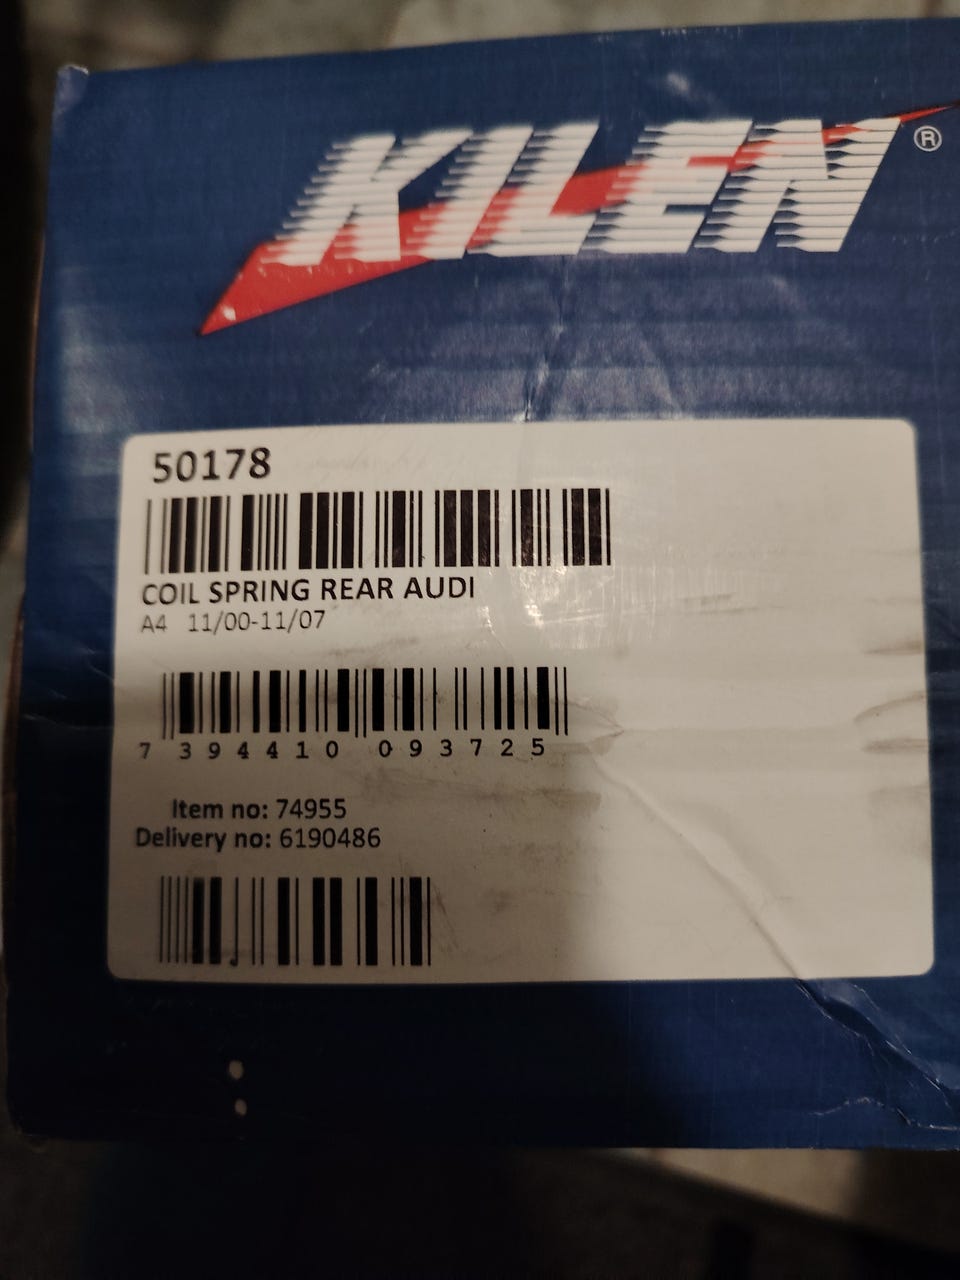 KILEN®
50178
COIL SPRING REAR AUDI
A4 11/00-11/07
7 394410 093725
Item no: 74955
Delivery no: 6190486